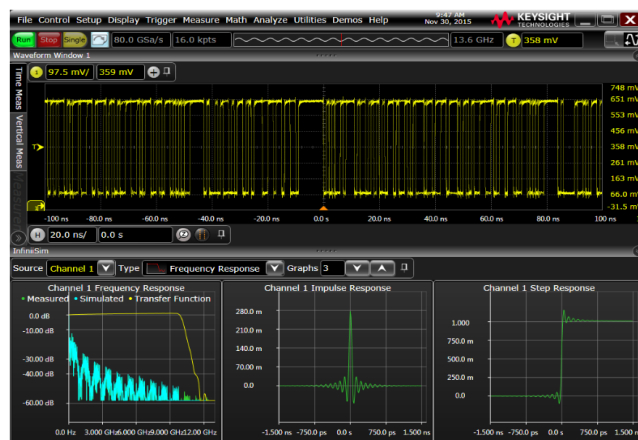 File Control Setup Display Trigger Measure Math Analyze Utilities Demos Help
9:47 AM
Nov 30, 2015
KEYSIGHT
TECHNOLOGIES
Run Stop Single 80.0 GSa/s 16.0 kpts 13.6 GHz T 358 mV
Waveform Window 1
Time Meas
Vertical Meas
1 97.5 mV/ 359 mV
748 mV
651 mV
553 mV
456 mV
T
358 mV
261 mV
163 mV
66.0 mV
-31.5 mV
-100 ns -80.0 ns -60.0 ns -40.0 ns -20.0 ns 0.0 s 20.0 ns 40.0 ns 60.0 ns 80.0 ns 100 ns
H 20.0 ns/ 0.0 s
InfiniiSim
Source Channel 1 Type Frequency Response Graphs 3
Channel 1 Frequency Response
Measured Simulated Transfer Function
0.0 dB
-10.00 dB
-30.00 dB
-40.00 dB
-60.00 dB
0.0 Hz 3.000 GHz 6.000 GHz 9.000 GHz 12.00 GHz
Channel 1 Impulse Response
280.0 m
210.0 m
140.0 m
70.00 m
0.0
-1.500 ns -750.0 ps 0.0 s 750.0 ps 1.500 ns
Channel 1 Step Response
1.000
750.0 m
500.0 m
250.0 m
0.0
-1.500 ns -750.0 ps 0.0 s 750.0 ps 1.500 ns